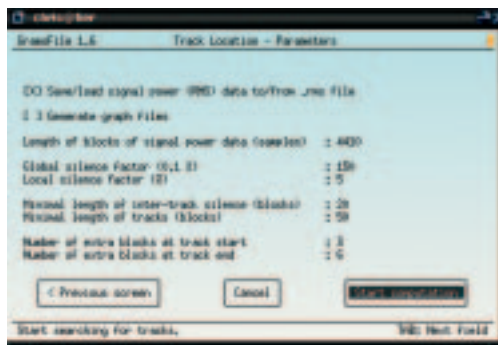 GramoFile 1.6 Track Location - Parameters
[X] Save/load signal power (RMS) data to/from .rms file
[ ] Generate graph files
Length of blocks of signal power data (samples) : 4410
Global silence factor (0.1 %) : 150
Local silence factor (%) : 5
Minimal length of inter-track silence (blocks) : 20
Minimal length of tracks (blocks) : 50
Number of extra blocks at track start : 3
Number of extra blocks at track end : 6
< Previous screen Cancel Start computation
Start searching for tracks. TAB: Next field